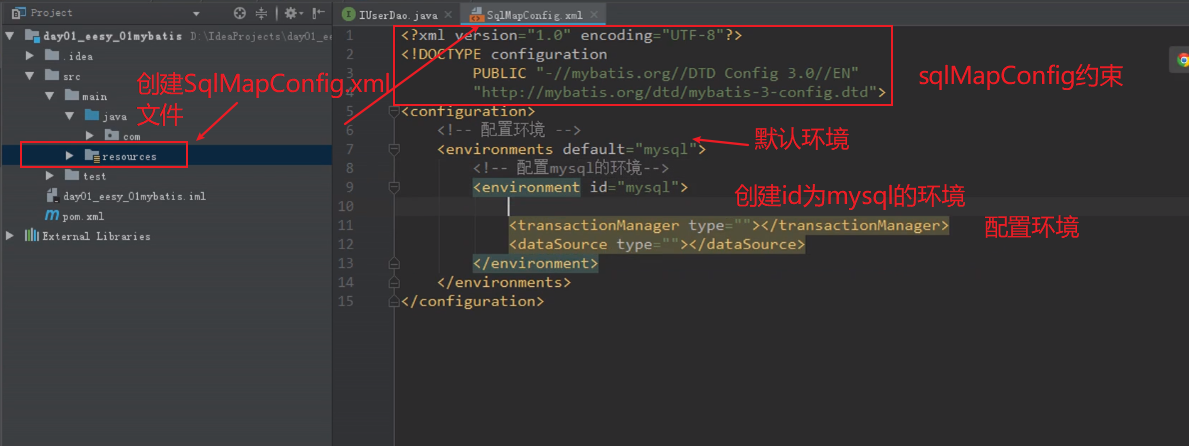 Project
IUserDao.java
SqlMapConfig.xml
day01_eesy_01mybatis D:\IdeaProjects\day01_ee
.idea
src
main
java
com
resources
test
day01_eesy_01mybatis.iml
pom.xml
External Libraries
创建SqlMapConfig.xml
文件
1 <?xml version="1.0" encoding="UTF-8"?>
2 <!DOCTYPE configuration
3 PUBLIC "-//mybatis.org//DTD Config 3.0//EN"
4 "http://mybatis.org/dtd/mybatis-3-config.dtd">
sqlMapConfig约束
5 <configuration>
6 <!-- 配置环境 -->
7 <environments default="mysql">
默认环境
8 <!-- 配置mysql的环境-->
9 <environment id="mysql">
创建id为mysql的环境
10
11 <transactionManager type=""></transactionManager>
配置环境
12 <dataSource type=""></dataSource>
13 </environment>
14 </environments>
15 </configuration>